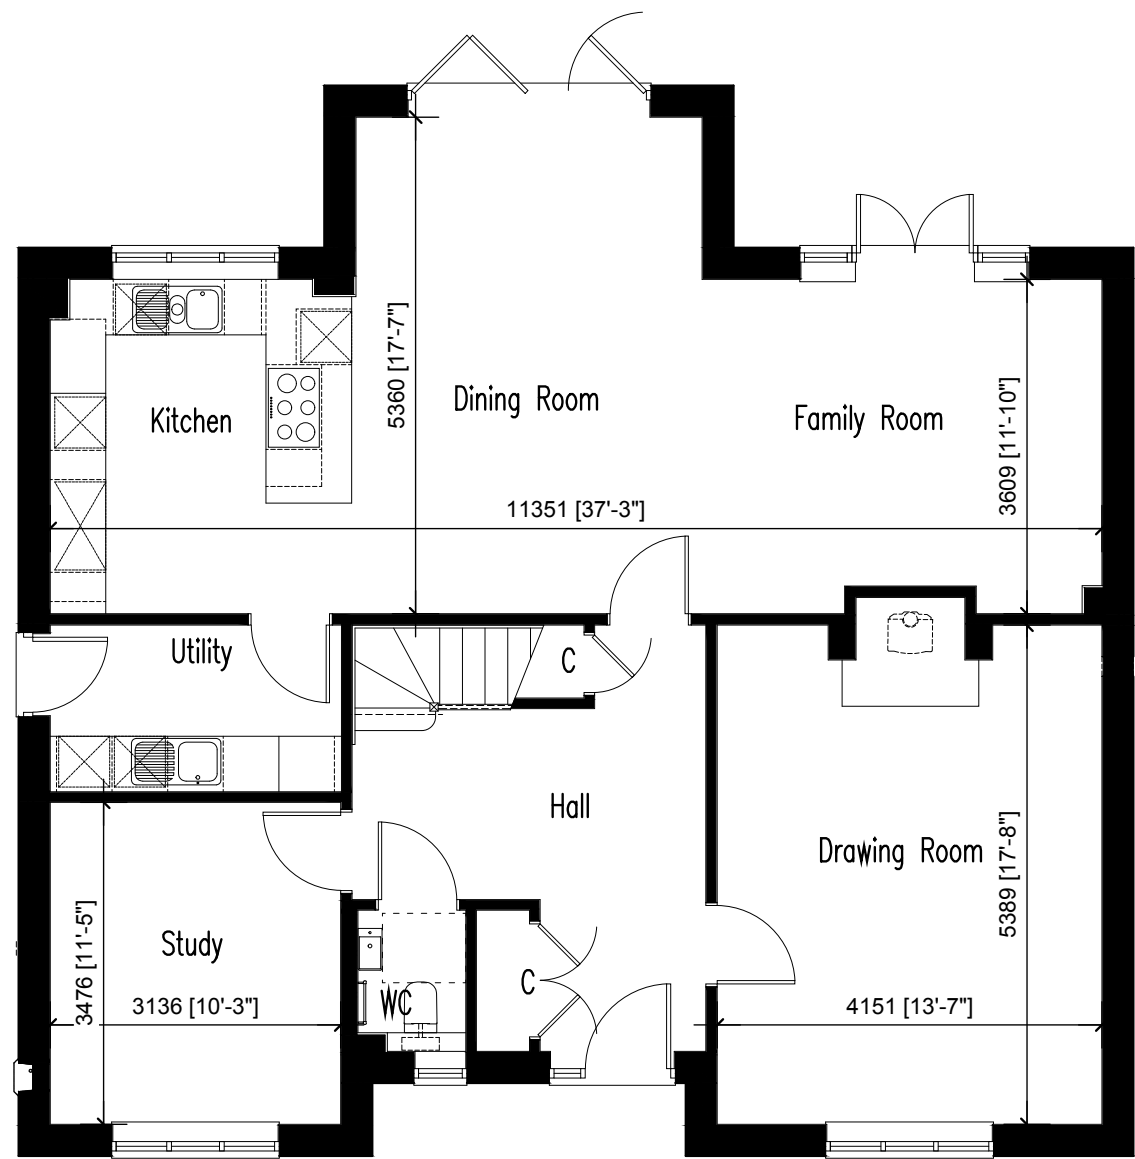 5360 [17'-7"]
Dining Room
Kitchen
Family Room
3609 [11'-10"]
11351 [37'-3"]
Utility
C
Hall
Drawing Room
5389 [17'-8"]
Study
3476 [11'-5"]
C
WC
3136 [10'-3"]
4151 [13'-7"]